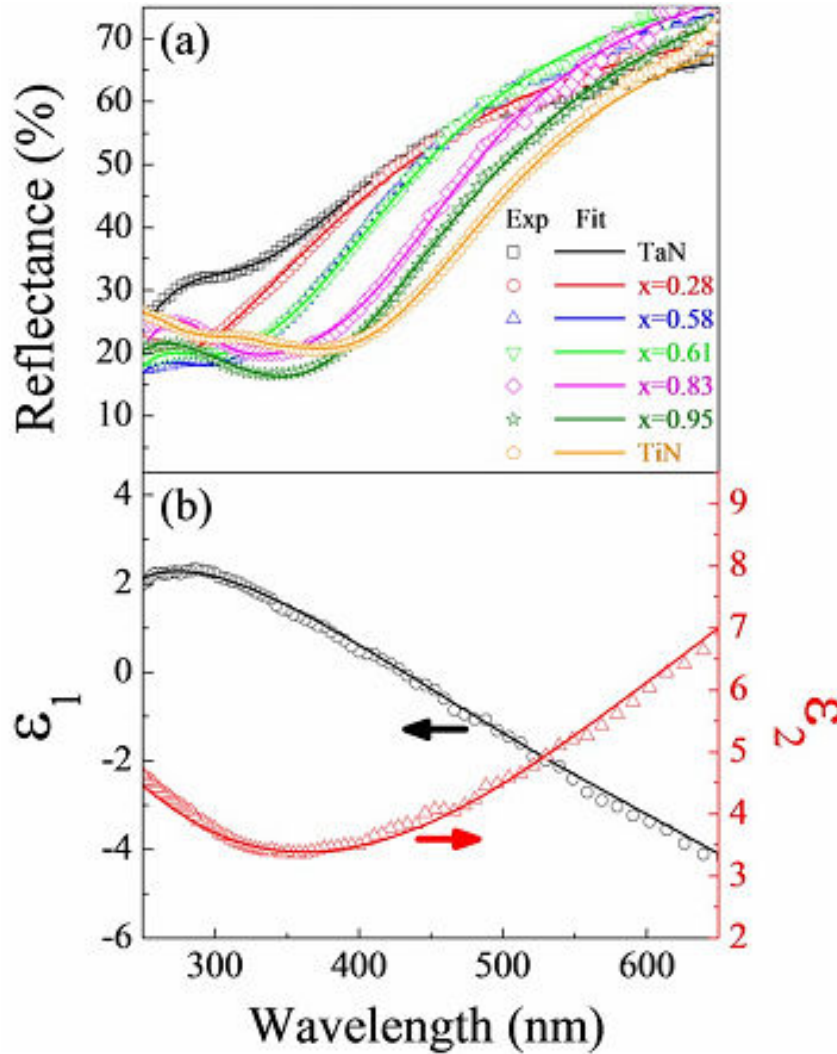 (a)
70
60
50
40
30
20
10
Reflectance (%)
Exp Fit
TaN
x=0.28
x=0.58
x=0.61
x=0.83
x=0.95
TiN
(b)
4
2
0
-2
-4
-6
ε1
9
8
7
6
5
4
3
2
ε2
300 400 500 600
Wavelength (nm)